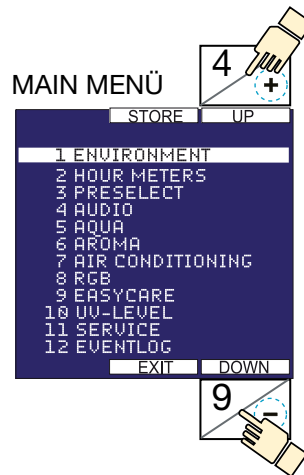 4
+
MAIN MENÜ
STORE UP
1 ENVIRONMENT
2 HOUR METERS
3 PRESELECT
4 AUDIO
5 AQUA
6 AROMA
7 AIR CONDITIONING
8 RGB
9 EASYCARE
10 UV-LEVEL
11 SERVICE
12 EVENTLOG
EXIT DOWN
9
-